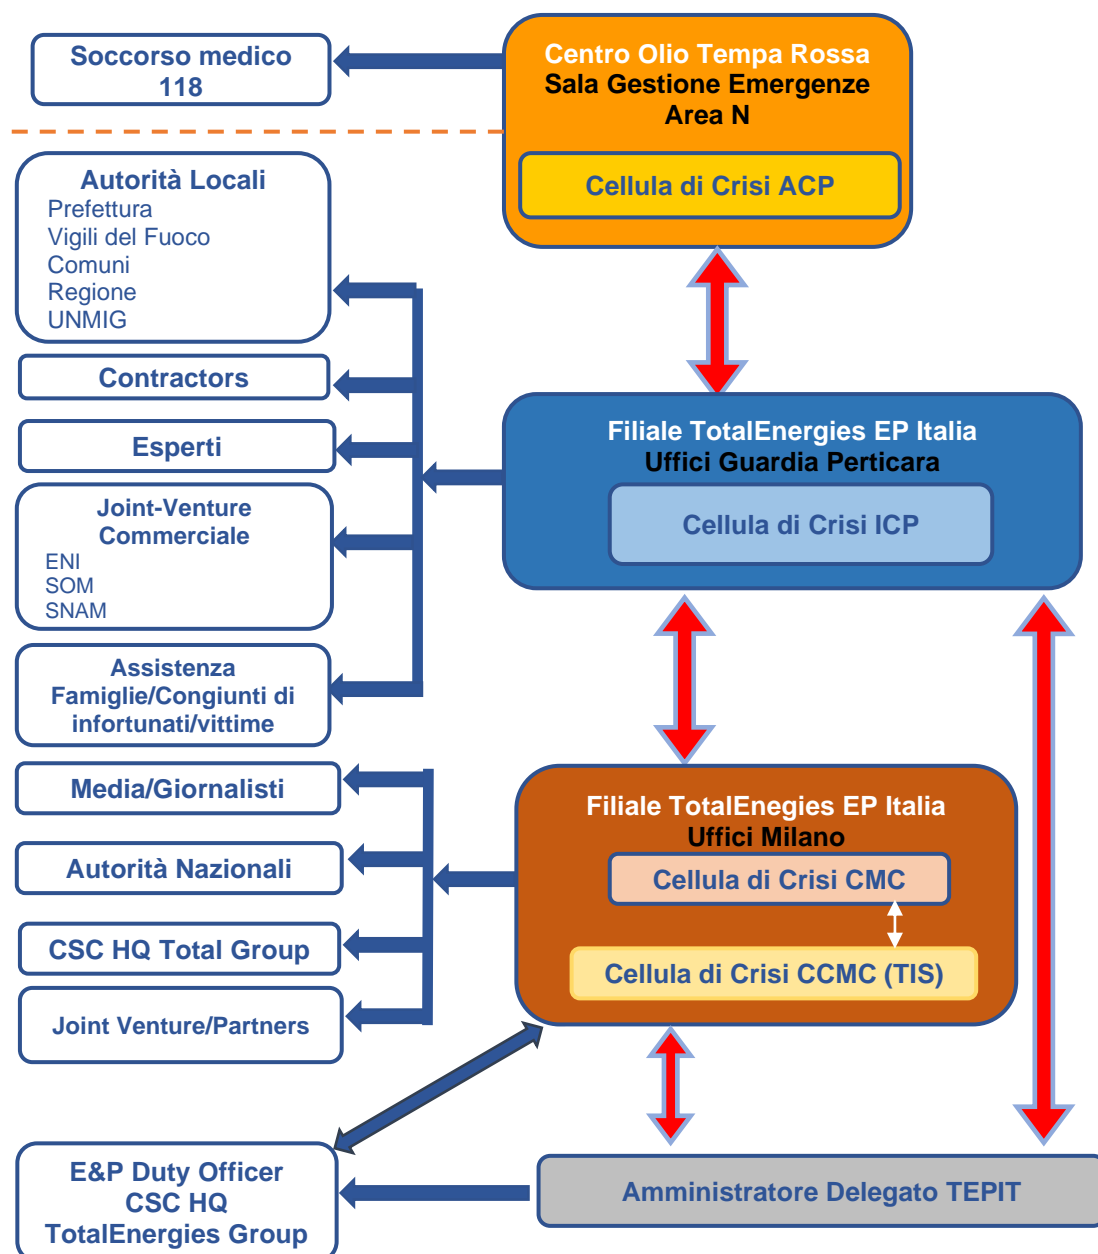 Soccorso medico
118
Centro Olio Tempa Rossa
Sala Gestione Emergenze
Area N
Cellula di Crisi ACP
Autorità Locali
Prefettura
Vigili del Fuoco
Comuni
Regione
UNMIG
Contractors
Esperti
Joint-Venture
Commerciale
ENI
SOM
SNAM
Assistenza
Famiglie/Congiunti di
infortunati/vittime
Filiale TotalEnergies EP Italia
Uffici Guardia Perticara
Cellula di Crisi ICP
Media/Giornalisti
Autorità Nazionali
CSC HQ Total Group
Joint Venture/Partners
Filiale TotalEnegies EP Italia
Uffici Milano
Cellula di Crisi CMC
Cellula di Crisi CCMC (TIS)
E&P Duty Officer
CSC HQ
TotalEnergies Group
Amministratore Delegato TEPIT